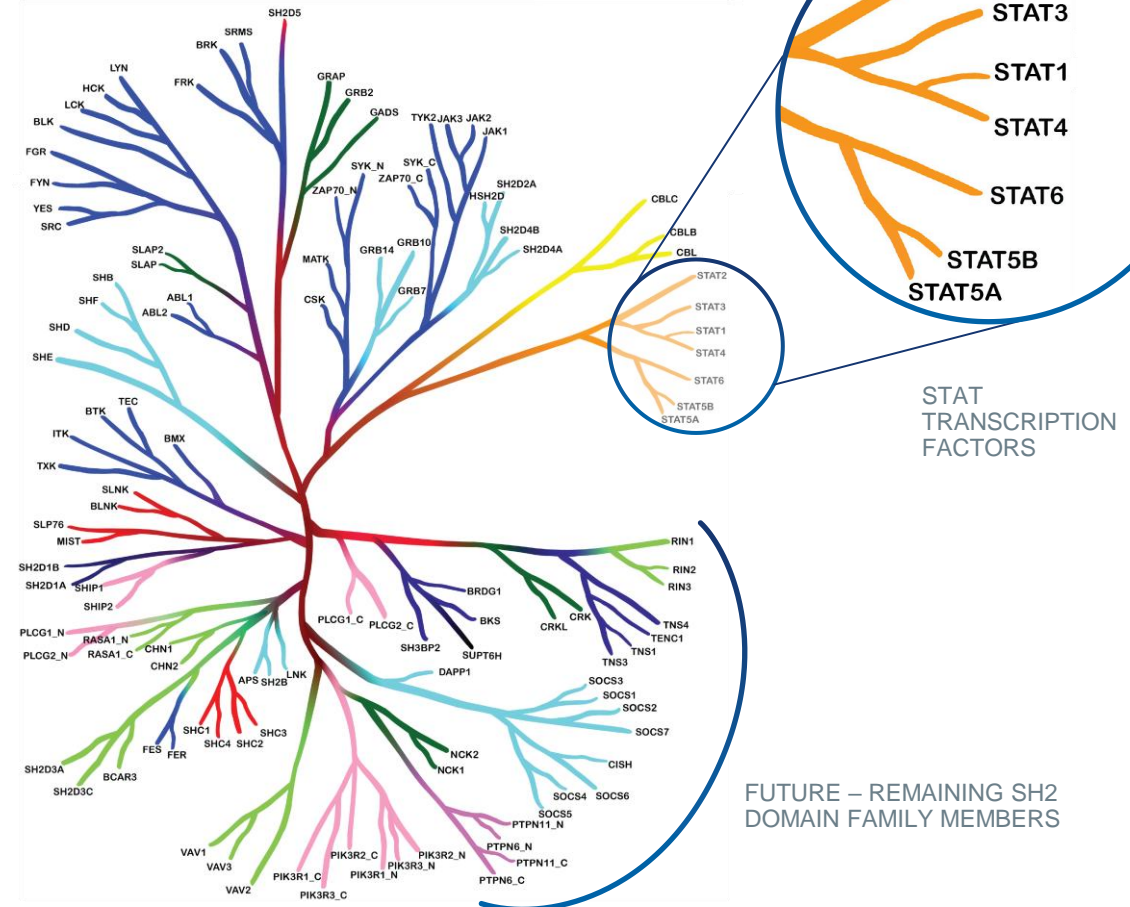 SH2D5
STAT3
SRMS
BRK
LYN
GRAP
STAT1
HCK
FRK
GRB2
LCK
GADS
BLK
TYK2
JAK3
JAK2
STAT4
JAK1
FGR
SYK_N
SYK_C
ZAP70_C
FYN
ZAP70_N
SH2D2A
HSH2D
STAT6
CBLC
YES
SRC
SH2D4B
CBLB
SLAP2
GRB14
GRB10
SH2D4A
CBL
SLAP
MATK
STAT2
STAT5B
SHB
GRB7
STAT5A
SHF
ABL1
CSK
STAT3
ABL2
SHD
STAT1
SHE
STAT4
STAT6
STAT
TRANSCRIPTION
FACTORS
TEC
STAT5B
BTK
STAT5A
ITK
BMX
TXK
SLNK
BLNK
SLP76
MIST
RIN1
SH2D1B
RIN2
SH2D1A
SHIP1
RIN3
BRDG1
SHIP2
PLCG1_C
CRK
BKS
PLCG2_C
CRKL
TNS4
PLCG1_N
RASA1_N
TENC1
CHN1
SH3BP2
TNS1
PLCG2_N
RASA1_C
SUPT6H
TNS3
CHN2
DAPP1
APS
SH2B
LNK
SOCS3
SOCS1
SOCS2
SHC1
SHC3
SOCS7
SHC4
SHC2
FES
FER
NCK2
CISH
SH2D3A
NCK1
BCAR3
SH2D3C
SOCS4
SOCS6
FUTURE – REMAINING SH2
DOMAIN FAMILY MEMBERS
SOCS5
PTPN11_N
PTPN6_N
VAV1
PIK3R2_C
PIK3R2_N
PTPN11_C
VAV3
PIK3R3_N
PIK3R1_C
PIK3R1_N
PTPN6_C
VAV2
PIK3R3_C